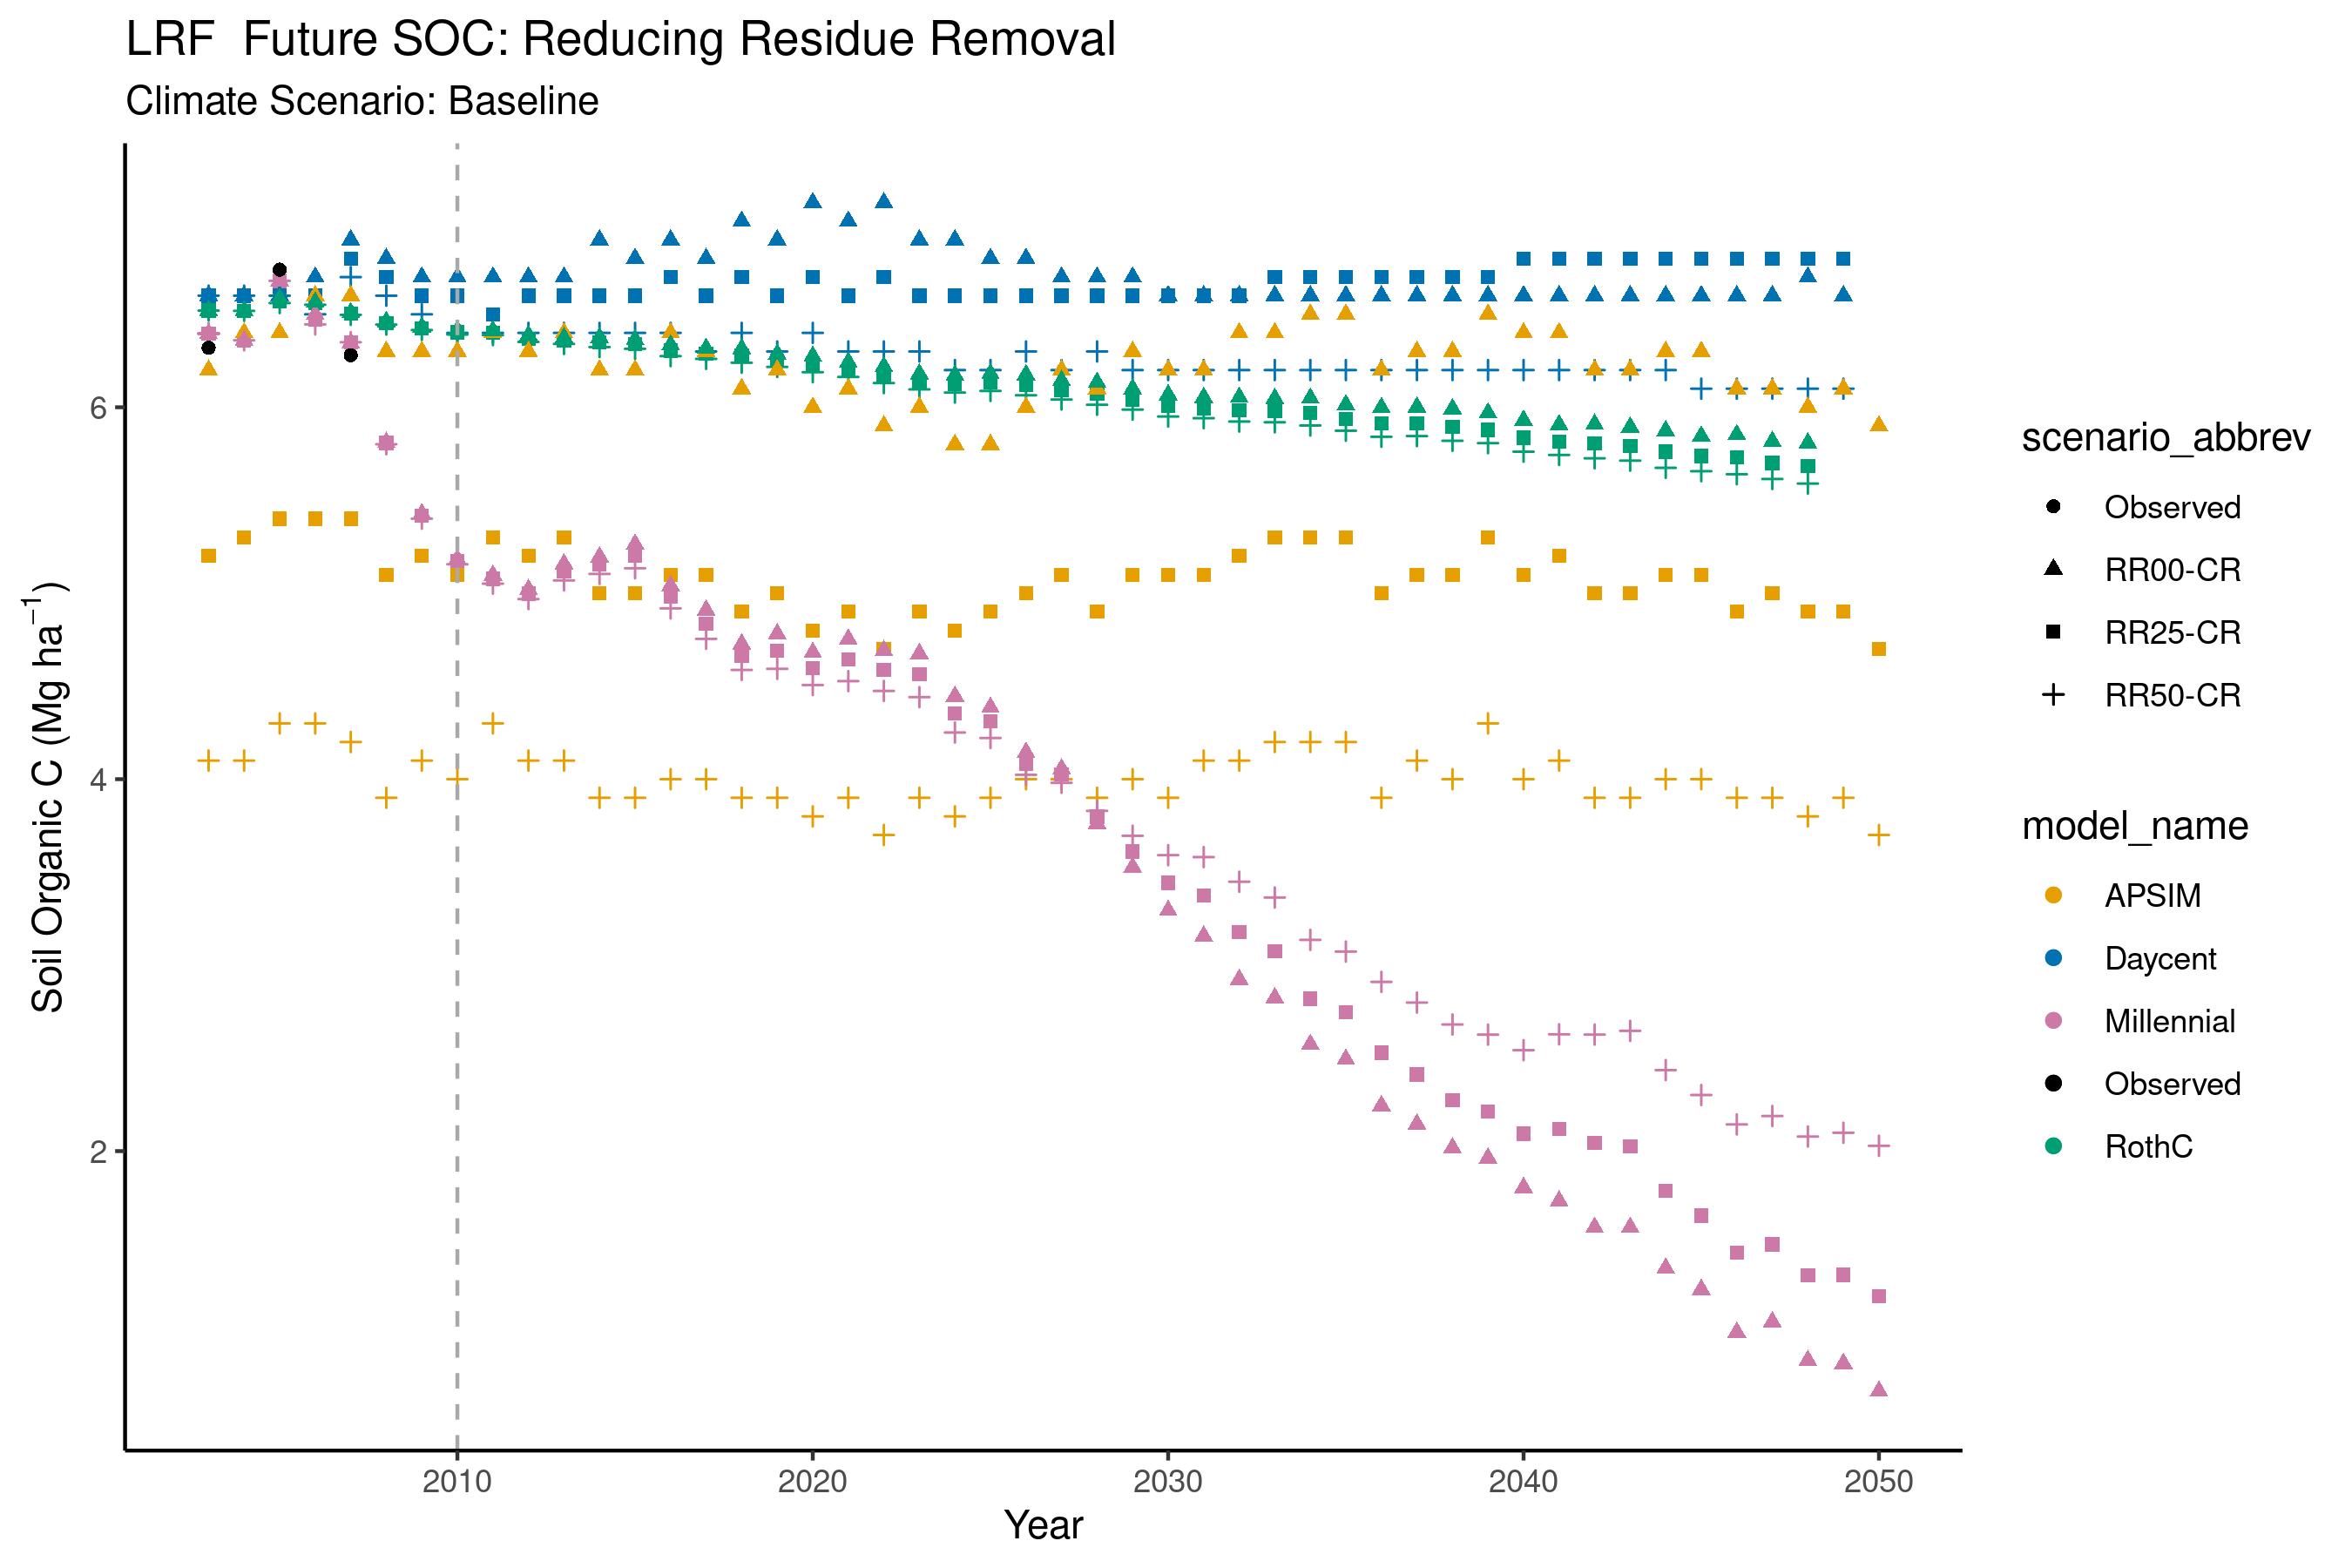 LRF  Future SOC: Reducing Residue Removal
Climate Scenario: Baseline
Soil Organic C (Mg ha⁻¹)
6
4
2
2010
2020
2030
2040
2050
Year
scenario_abbrev
Observed
RR00-CR
RR25-CR
RR50-CR
model_name
APSIM
Daycent
Millennial
Observed
RothC